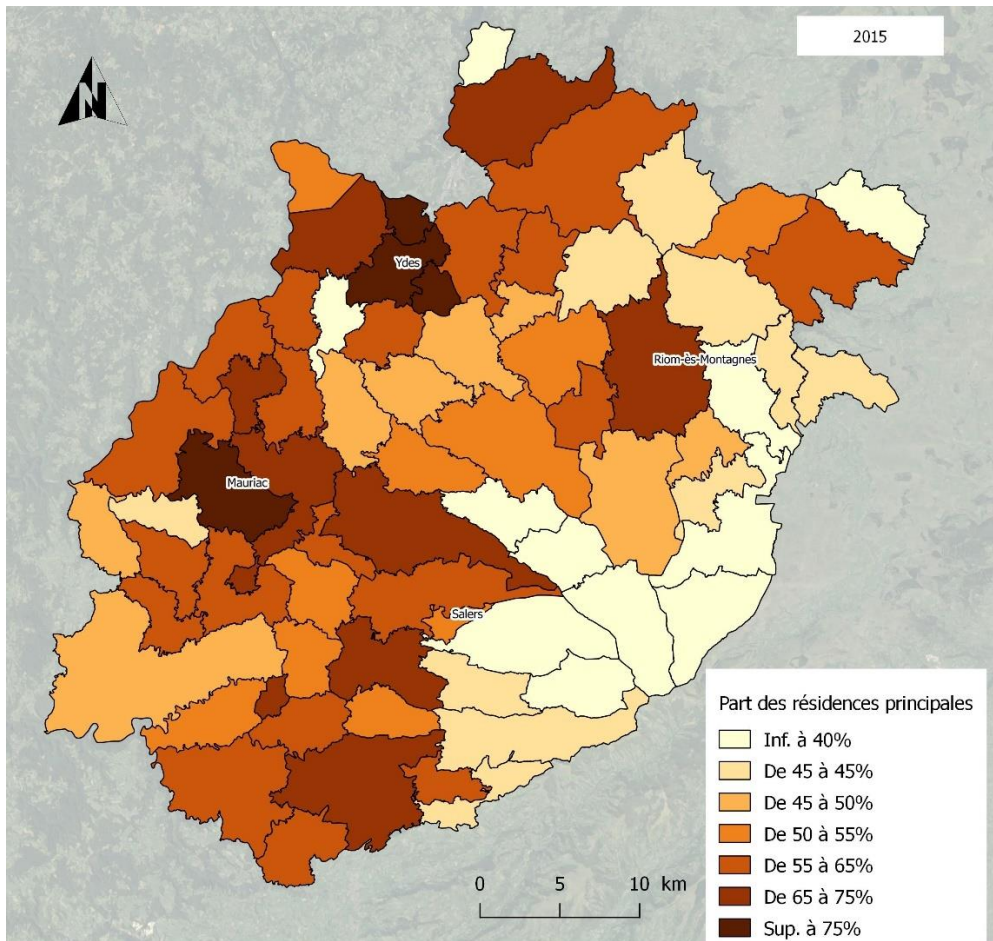 2015
N
Ydes
Riom-ès-Montagnes
Mauriac
Salers
Part des résidences principales
Inf. à 40%
De 45 à 45%
De 45 à 50%
De 50 à 55%
De 55 à 65%
De 65 à 75%
Sup. à 75%
0 5 10 km